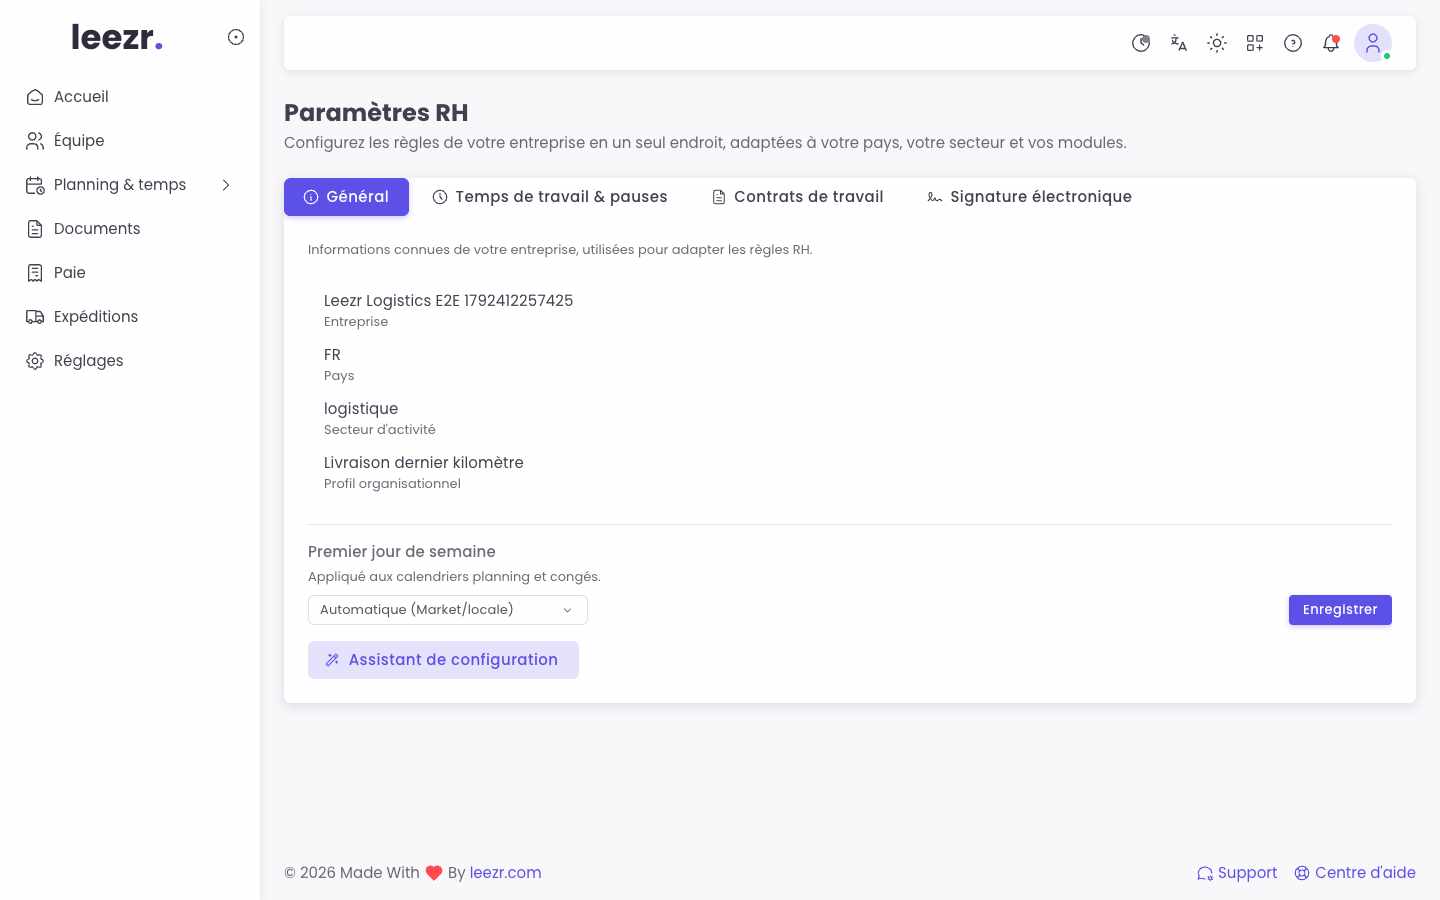 leezr.
Accueil
Équipe
Planning & temps
Documents
Paie
Expéditions
Réglages
Paramètres RH
Configurez les règles de votre entreprise en un seul endroit, adaptées à votre pays, votre secteur et vos modules.
Général
Temps de travail & pauses
Contrats de travail
Signature électronique
Informations connues de votre entreprise, utilisées pour adapter les règles RH.
Leezr Logistics E2E 1792412257425
Entreprise
FR
Pays
logistique
Secteur d'activité
Livraison dernier kilomètre
Profil organisationnel
Premier jour de semaine
Appliqué aux calendriers planning et congés.
Automatique (Market/locale)
Enregistrer
Assistant de configuration
© 2026 Made With ❤ By leezr.com
Support
Centre d'aide